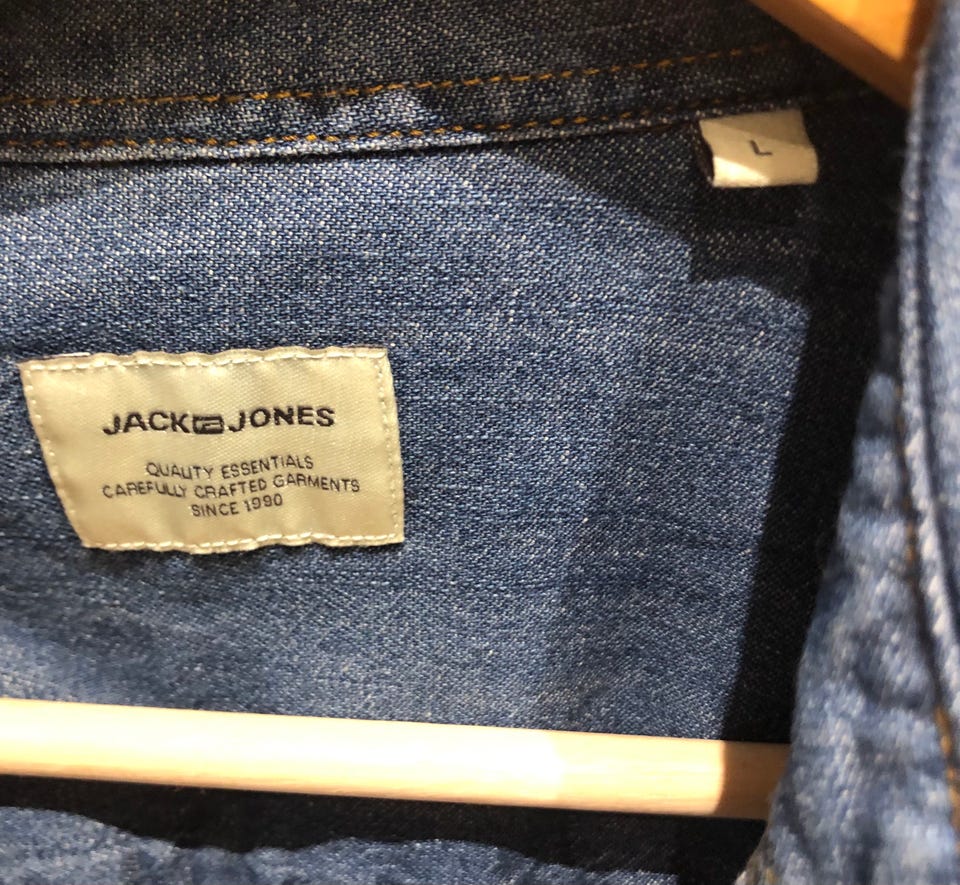 L
JACK JONES
QUALITY ESSENTIALS
CAREFULLY CRAFTED GARMENTS
SINCE 1990